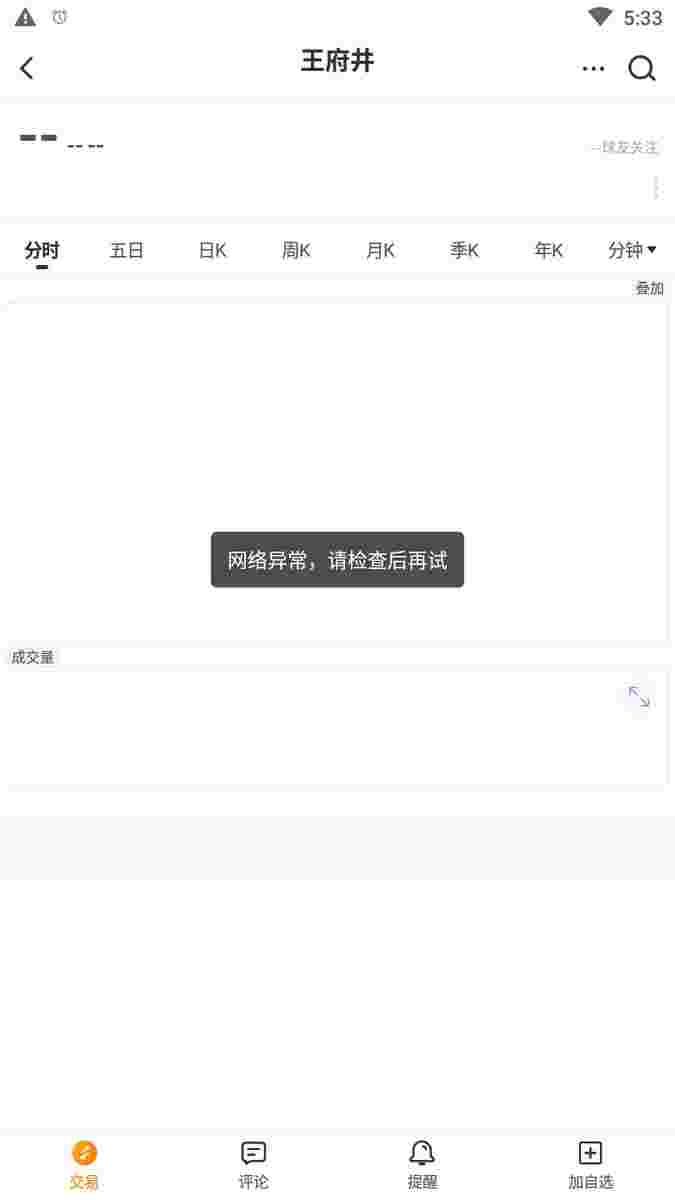 5:33
王府井
-- -- --
--球友关注
分时 五日 日K 周K 月K 季K 年K 分钟
叠加
网络异常，请检查后再试
成交量
交易 评论 提醒 加自选